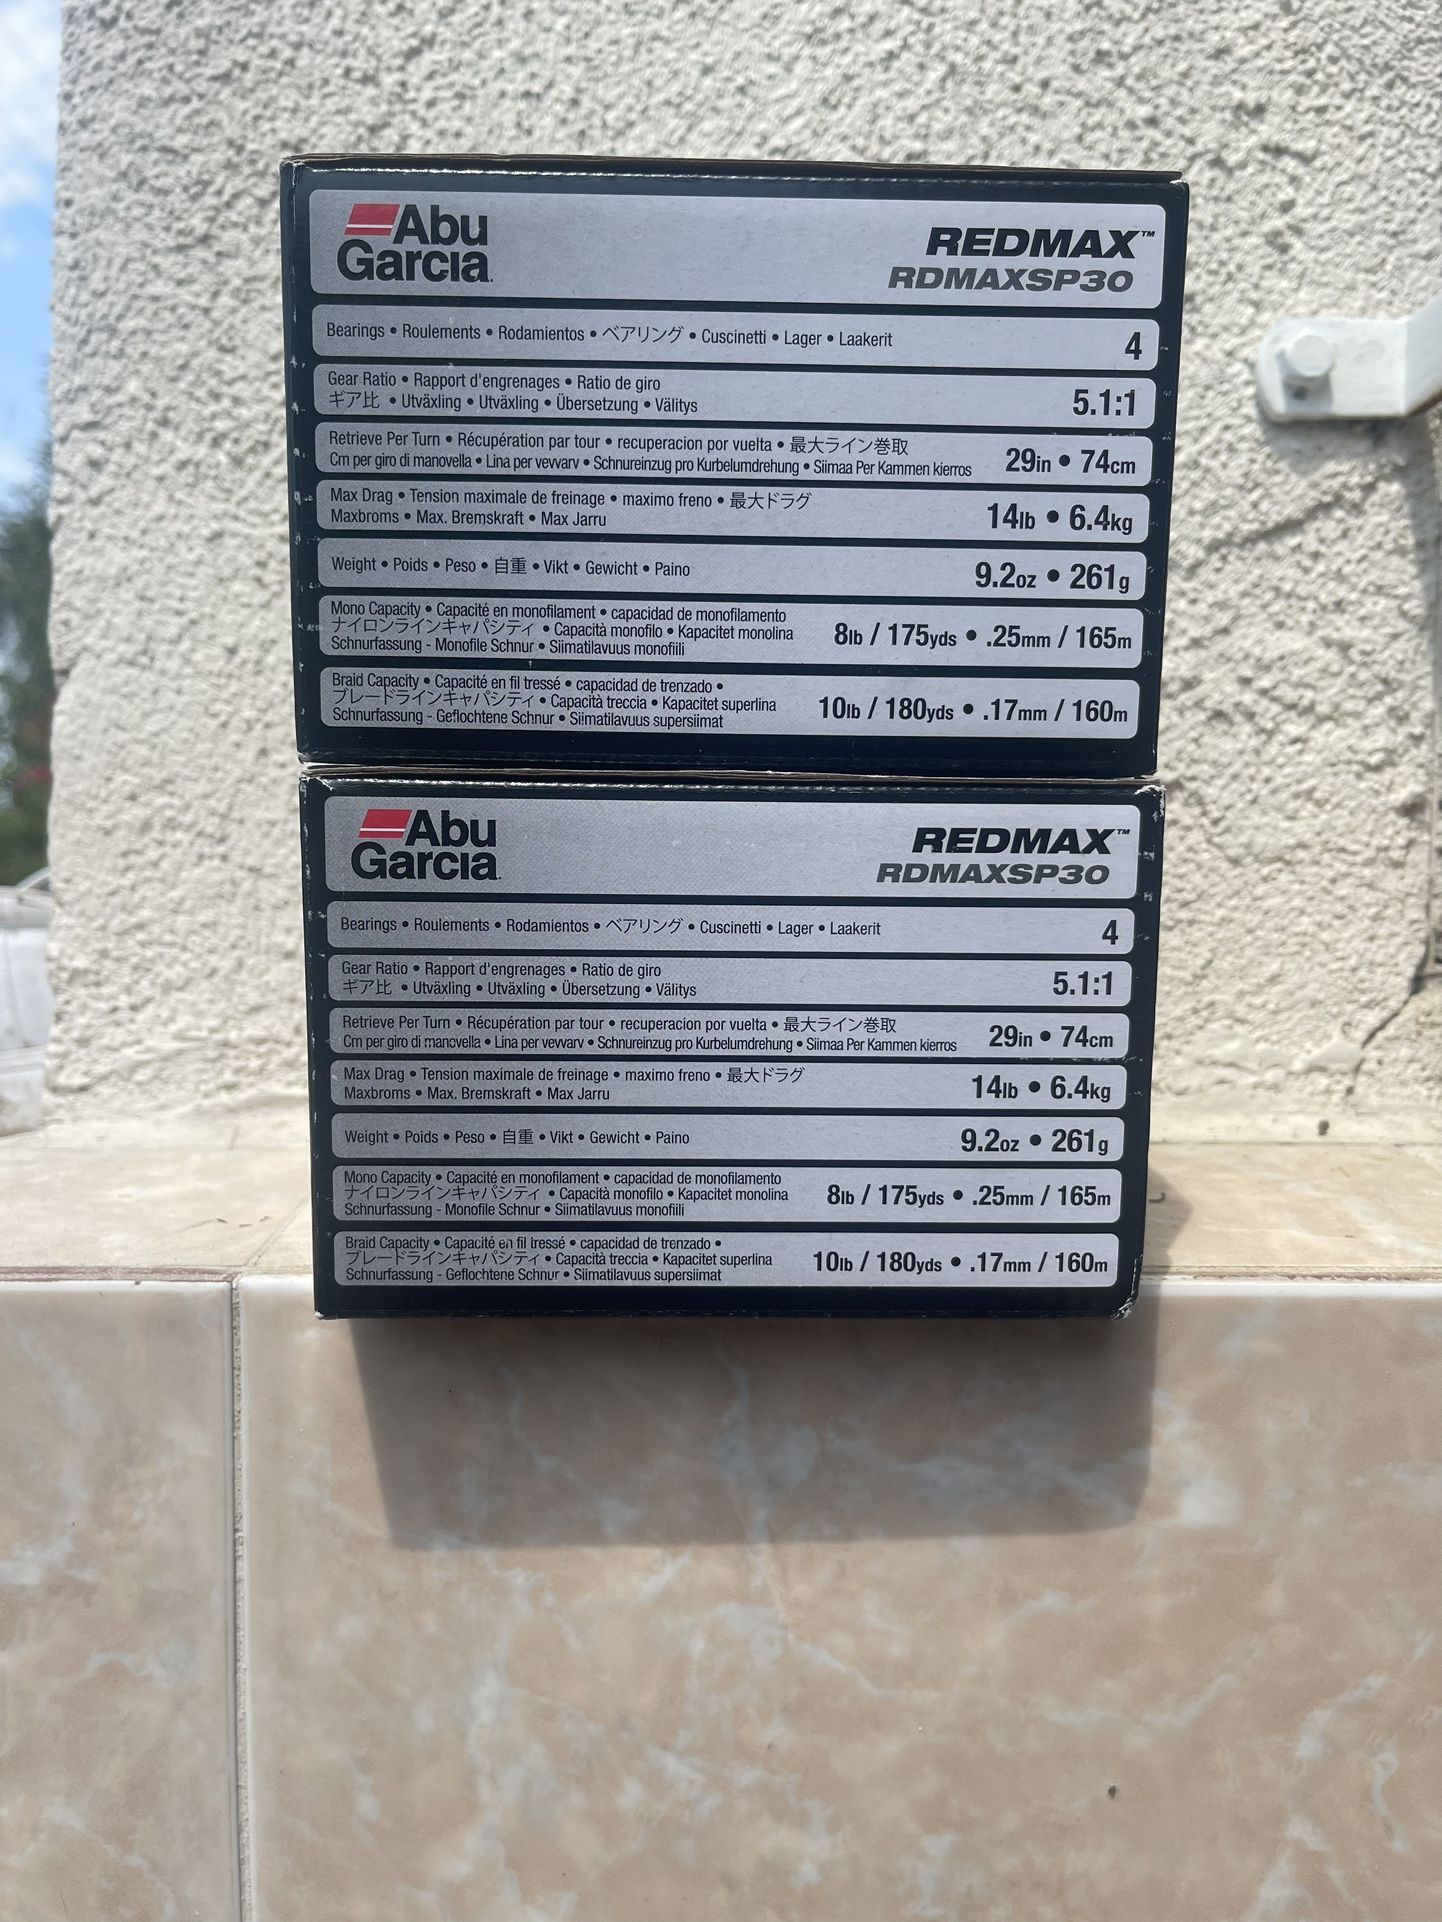 Abu
Garcia
REDMAX™
RDMAXSP30
Bearings • Roulements • Rodamientos • ベアリング • Cuscinetti • Lager • Laakerit
4
Gear Ratio • Rapport d'engrenages • Ratio de giro
ギア比 • Utväxling • Utväxling • Übersetzung • Välitys
5.1:1
Retrieve Per Turn • Récupération par tour • recuperacion por vuelta • 最大ライン巻取
Cm per giro di manovella • Lina per vevvarv • Schnureinzug pro Kurbelumdrehung • Siimaa Per Kammen kierros
29in • 74cm
Max Drag • Tension maximale de freinage • maximo freno • 最大ドラグ
Maxbroms • Max. Bremskraft • Max Jarru
14lb • 6.4kg
Weight • Poids • Peso • 自重 • Vikt • Gewicht • Paino
9.2oz • 261g
Mono Capacity • Capacité en monofilament • capacidad de monofilamento
ナイロンラインキャパシティ • Capacità monofilo • Kapacitet monolina
Schnurfassung - Monofile Schnur • Siimatilavuus monofiili
8lb / 175yds • .25mm / 165m
Braid Capacity • Capacité en fil tressé • capacidad de trenzado •
ブレードラインキャパシティ • Capacità treccia • Kapacitet superlina
Schnurfassung - Geflochtene Schnur • Siimatilavuus supersiimat
10lb / 180yds • .17mm / 160m
Abu
Garcia
REDMAX™
RDMAXSP30
Bearings • Roulements • Rodamientos • ベアリング • Cuscinetti • Lager • Laakerit
4
Gear Ratio • Rapport d'engrenages • Ratio de giro
ギア比 • Utväxling • Utväxling • Übersetzung • Välitys
5.1:1
Retrieve Per Turn • Récupération par tour • recuperacion por vuelta • 最大ライン巻取
Cm per giro di manovella • Lina per vevvarv • Schnureinzug pro Kurbelumdrehung • Siimaa Per Kammen kierros
29in • 74cm
Max Drag • Tension maximale de freinage • maximo freno • 最大ドラグ
Maxbroms • Max. Bremskraft • Max Jarru
14lb • 6.4kg
Weight • Poids • Peso • 自重 • Vikt • Gewicht • Paino
9.2oz • 261g
Mono Capacity • Capacité en monofilament • capacidad de monofilamento
ナイロンラインキャパシティ • Capacità monofilo • Kapacitet monolina
Schnurfassung - Monofile Schnur • Siimatilavuus monofiili
8lb / 175yds • .25mm / 165m
Braid Capacity • Capacité en fil tressé • capacidad de trenzado •
ブレードラインキャパシティ • Capacità treccia • Kapacitet superlina
Schnurfassung - Geflochtene Schnur • Siimatilavuus supersiimat
10lb / 180yds • .17mm / 160m